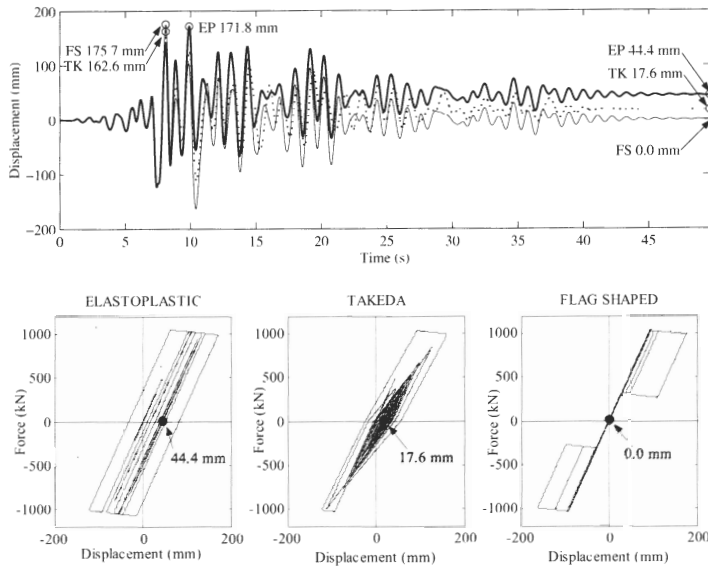 200
100
0
-100
-200
Displacement (mm)
FS 175.7 mm
TK 162.6 mm
EP 171.8 mm
EP 44.4 mm
TK 17.6 mm
FS 0.0 mm
0 5 10 15 20 25 30 35 40 45
Time (s)
ELASTOPLASTIC
1000
500
0
-500
-1000
Force (kN)
44.4 mm
-200 0 200
Displacement (mm)
TAKEDA
1000
500
0
-500
-1000
Force (kN)
17.6 mm
-200 0 200
Displacement (mm)
FLAG SHAPED
1000
500
0
-500
-1000
Force (kN)
0.0 mm
-200 0 200
Displacement (mm)